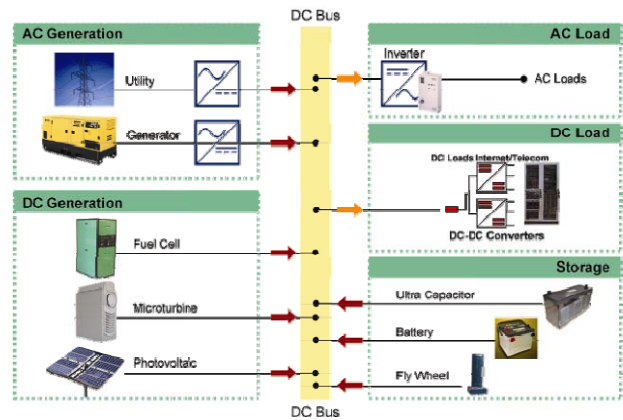 DC Bus
AC Generation
Utility
Generator
DC Generation
Fuel Cell
Microturbine
Photovoltaic
AC Load
Inverter
AC Loads
DC Load
DC Loads Internet/Telecom
DC-DC Converters
Storage
Ultra Capacitor
Battery
Fly Wheel
DC Bus